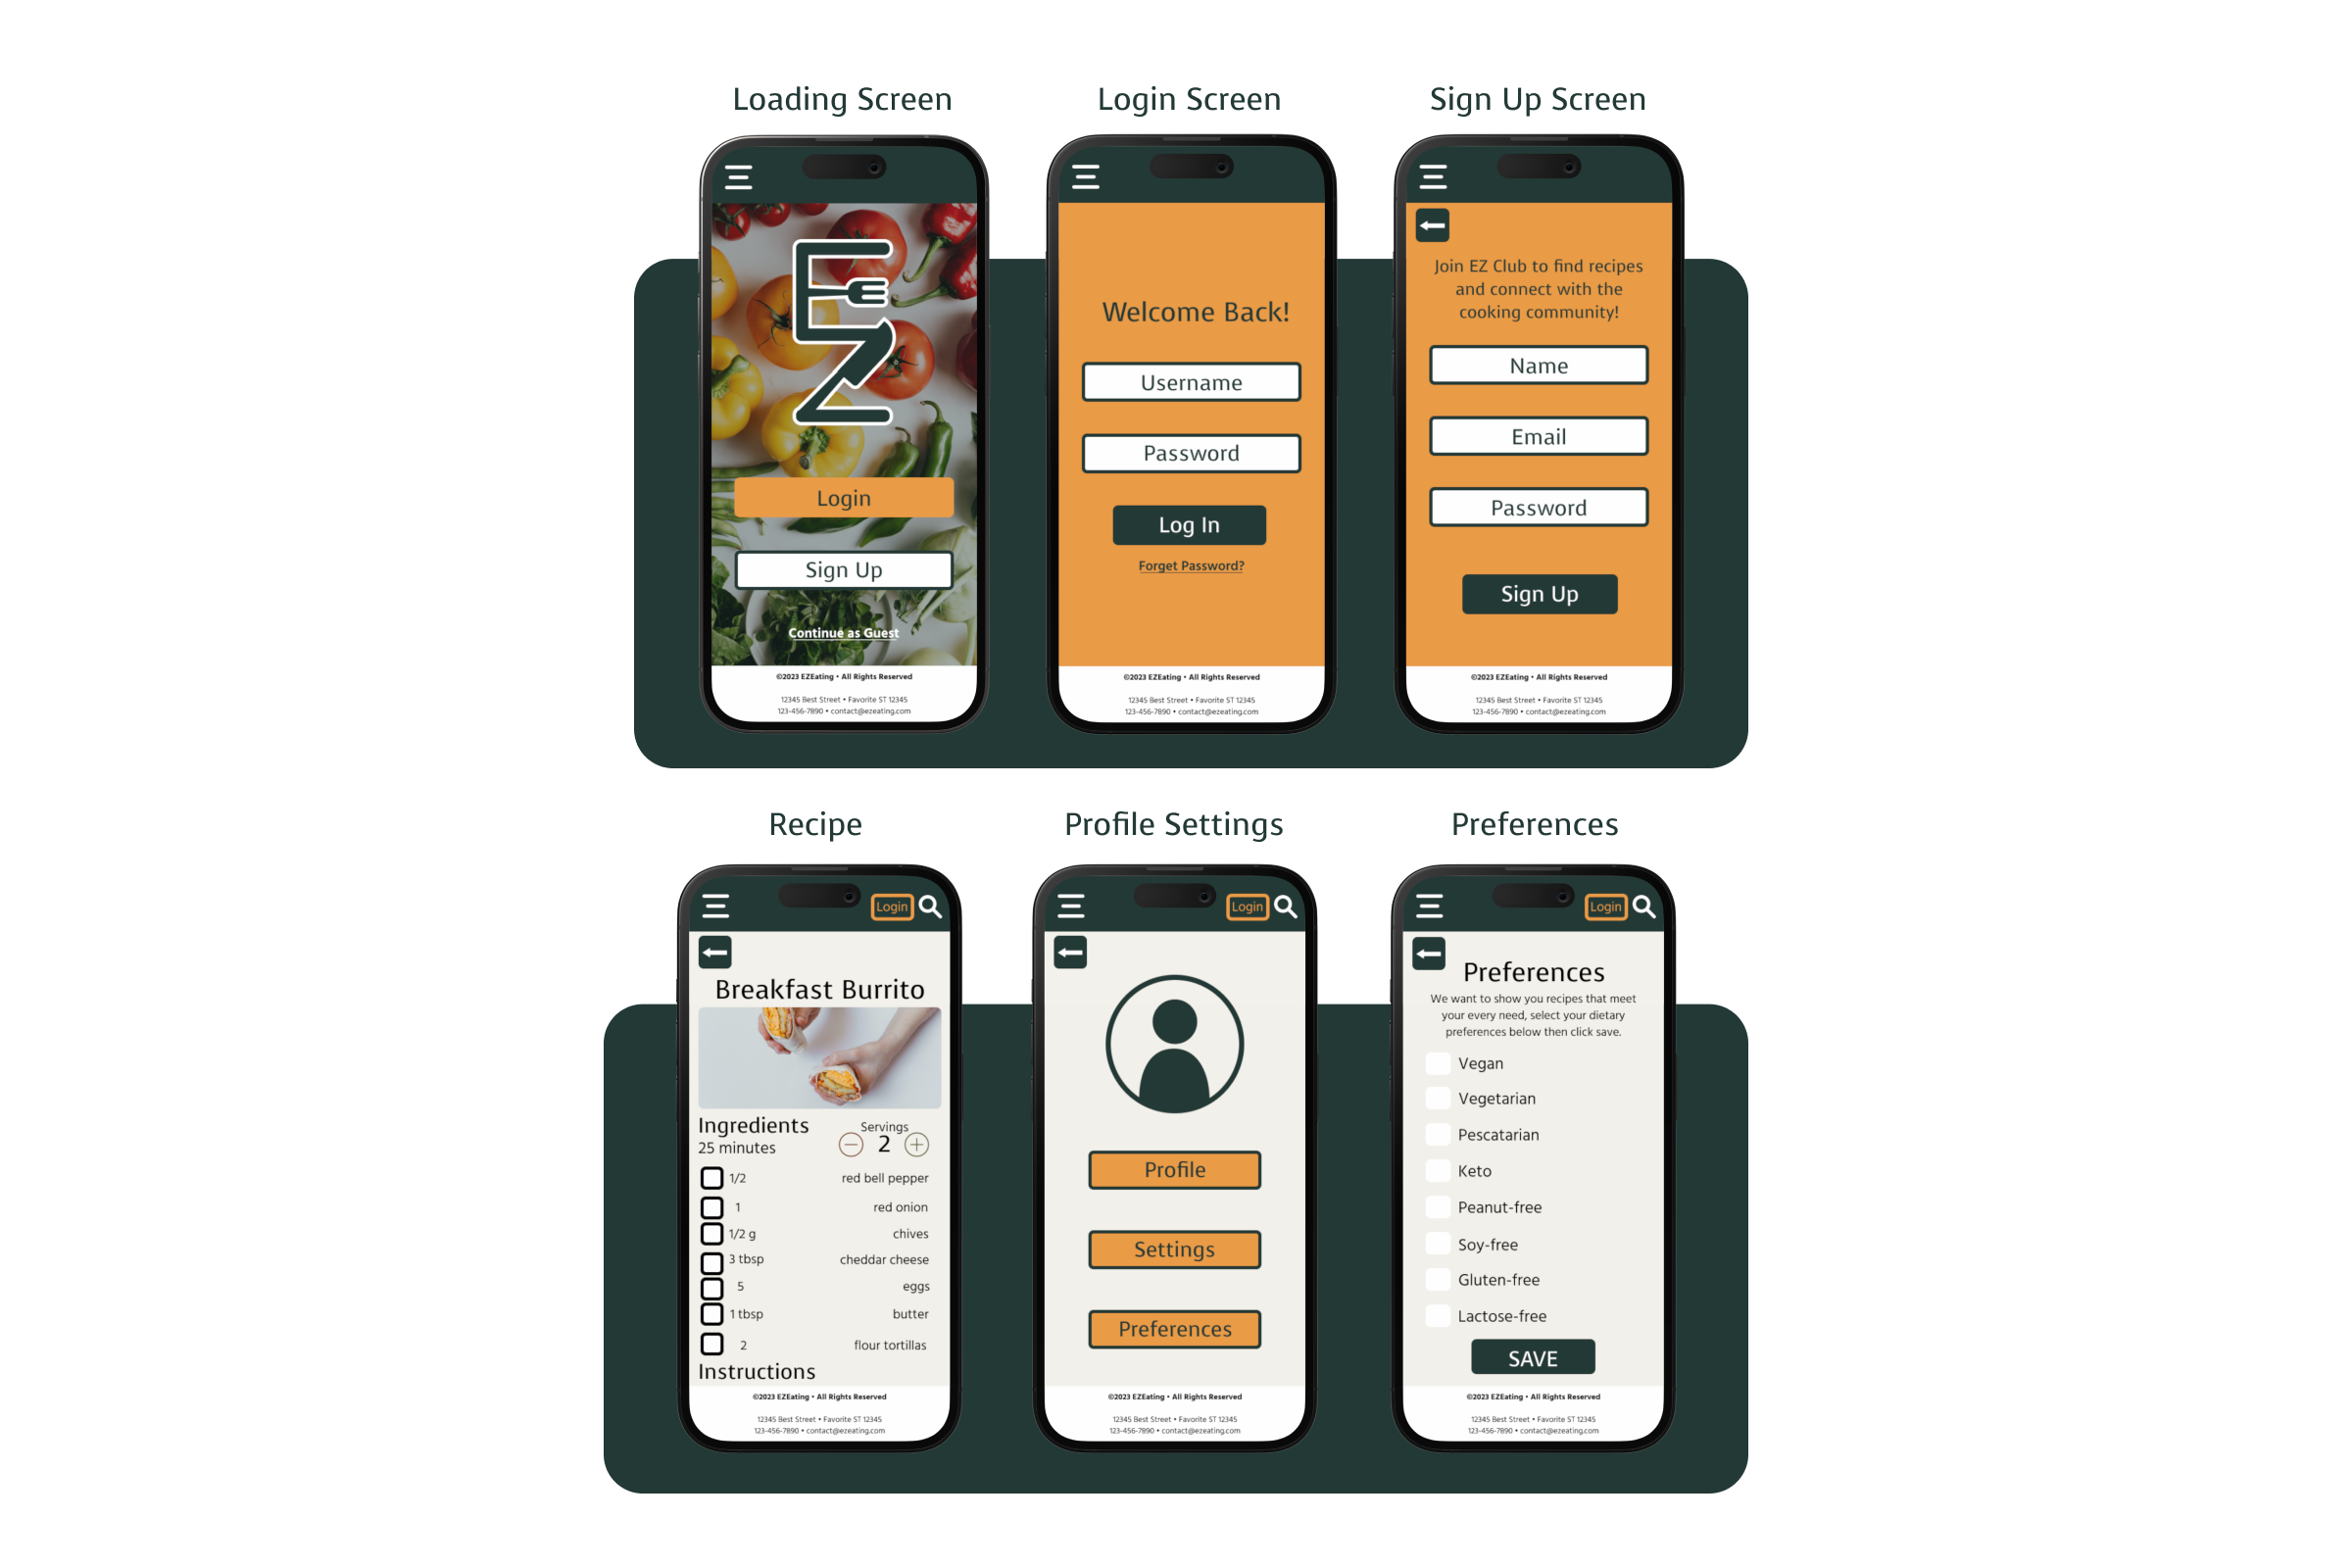 Loading Screen
Login Screen
Sign Up Screen
EZ
Login
Sign Up
Continue as Guest
©2023 EZEating • All Rights Reserved
12345 Best Street • Favorite ST 12345
123-456-7890 • contact@ezeating.com
Welcome Back!
Username
Password
Log In
Forget Password?
©2023 EZEating • All Rights Reserved
12345 Best Street • Favorite ST 12345
123-456-7890 • contact@ezeating.com
Join EZ Club to find recipes
and connect with the
cooking community!
Name
Email
Password
Sign Up
©2023 EZEating • All Rights Reserved
12345 Best Street • Favorite ST 12345
123-456-7890 • contact@ezeating.com
Recipe
Profile Settings
Preferences
Login
Breakfast Burrito
Ingredients
25 minutes
Servings
2
1/2 red bell pepper
1 red onion
1/2 g chives
3 tbsp cheddar cheese
5 eggs
1 tbsp butter
2 flour tortillas
Instructions
©2023 EZEating • All Rights Reserved
12345 Best Street • Favorite ST 12345
123-456-7890 • contact@ezeating.com
Login
Profile
Settings
Preferences
©2023 EZEating • All Rights Reserved
12345 Best Street • Favorite ST 12345
123-456-7890 • contact@ezeating.com
Login
Preferences
We want to show you recipes that meet
your every need, select your dietary
preferences below then click save.
Vegan
Vegetarian
Pescatarian
Keto
Peanut-free
Soy-free
Gluten-free
Lactose-free
SAVE
©2023 EZEating • All Rights Reserved
12345 Best Street • Favorite ST 12345
123-456-7890 • contact@ezeating.com